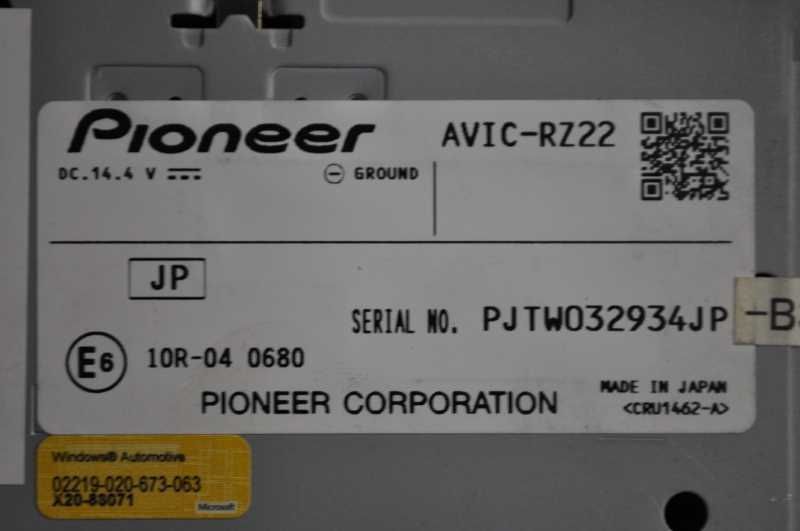 Pioneer
AVIC-RZ22
DC.14.4 V
GROUND
JP
SERIAL NO. PJTW032934JP
-B
E6
10R-04 0680
MADE IN JAPAN
PIONEER CORPORATION
<CRU1462-A>
Windows® Automotive
02219-020-673-063
X20-88071
Microsoft